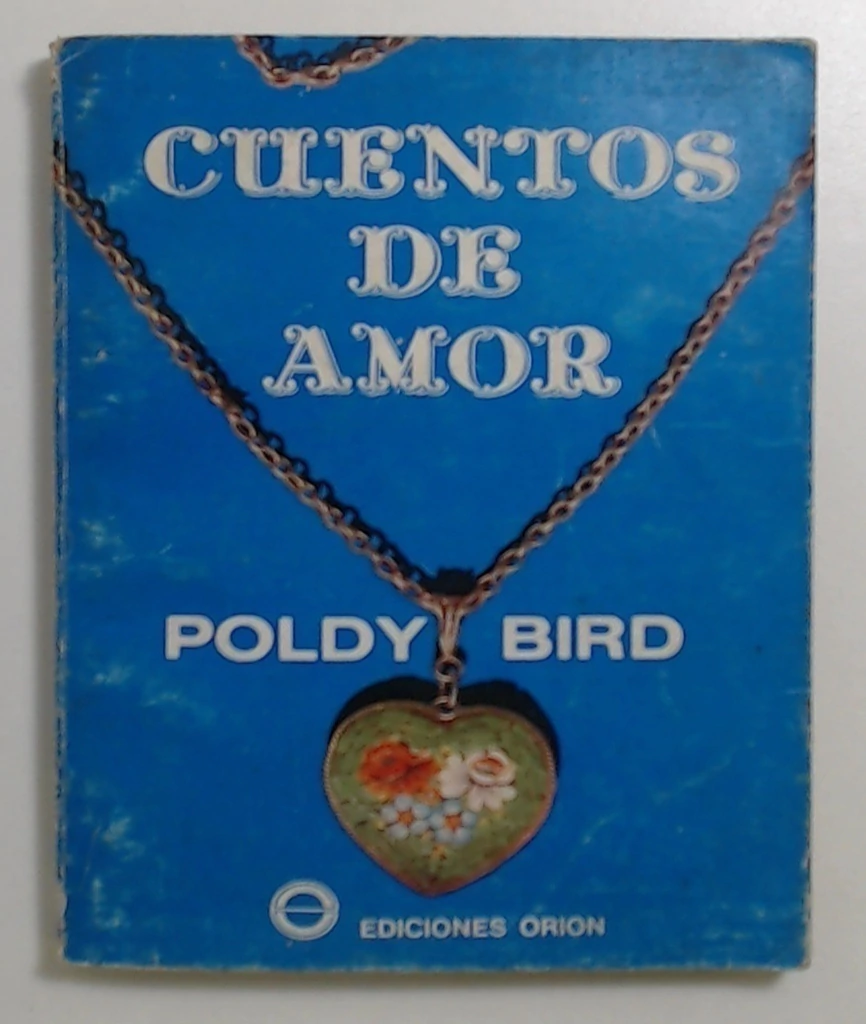 CUENTOS
DE
AMOR
POLDY BIRD
EDICIONES ORION